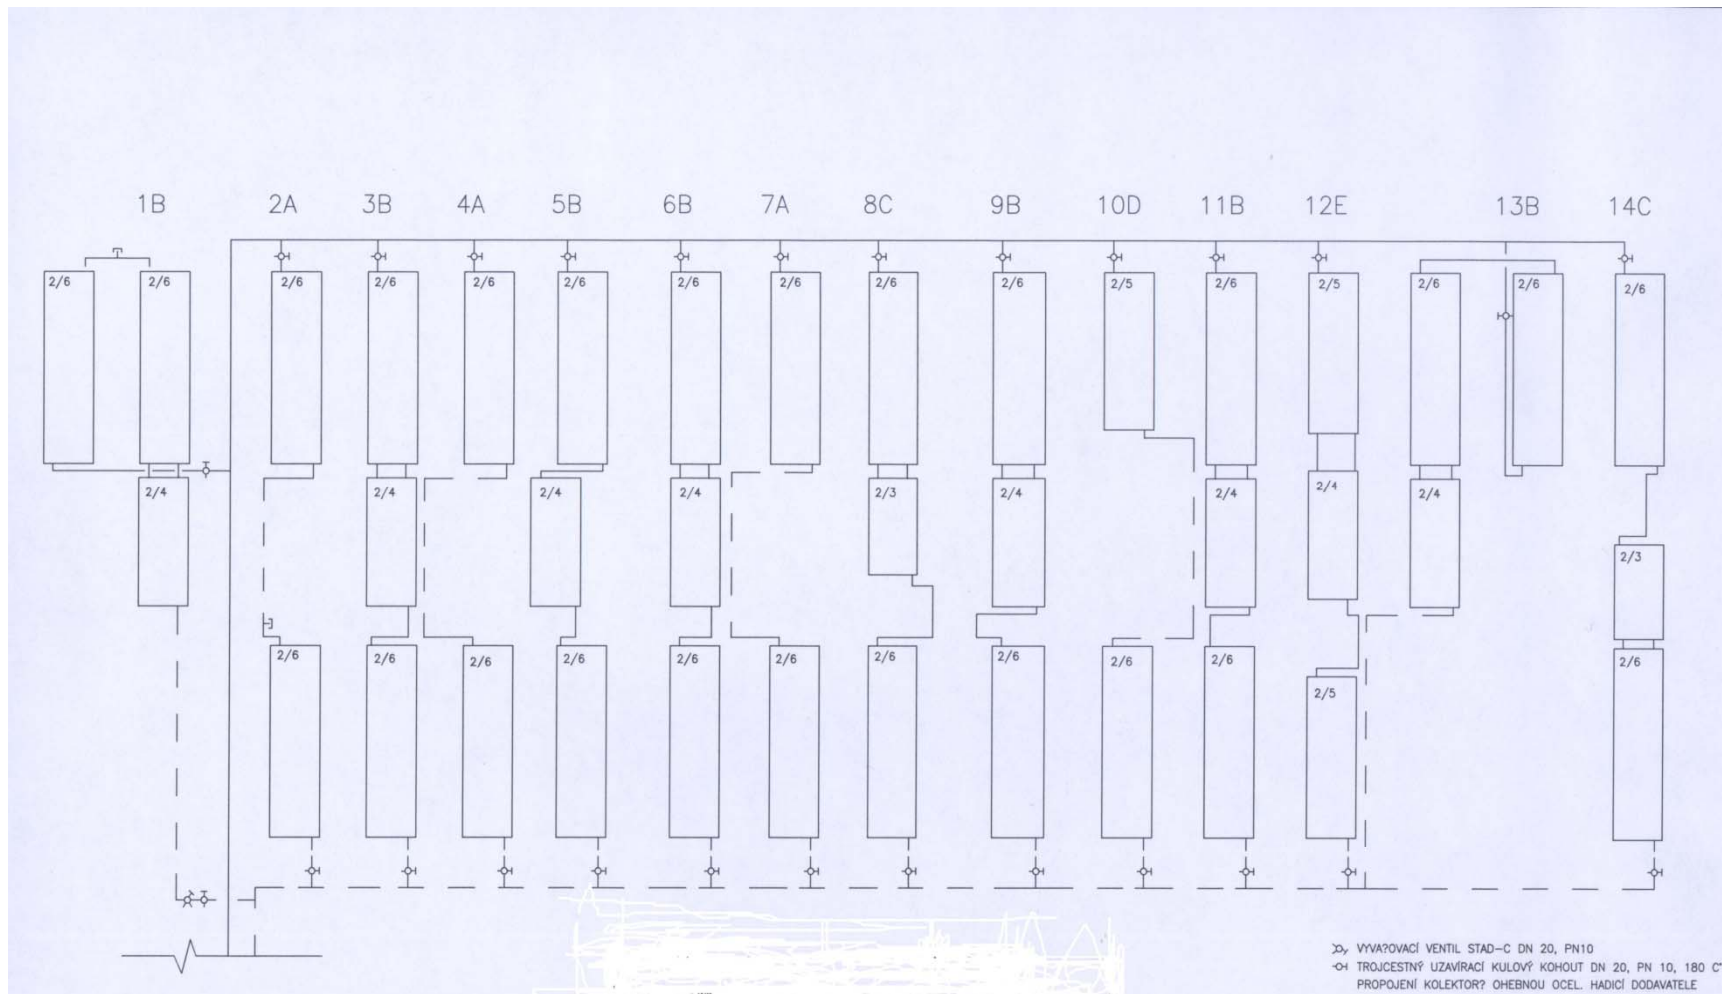 1B 2A 3B 4A 5B 6B 7A 8C 9B 10D 11B 12E 13B 14C
2/6 2/6 2/6 2/6 2/6 2/6 2/6 2/6 2/6 2/6 2/6 2/5 2/6 2/5 2/6 2/6 2/6
2/4 2/4 2/4 2/4 2/3 2/4 2/4 2/4 2/4
2/3
2/6 2/6 2/6 2/6 2/6 2/6 2/6 2/6 2/6 2/6 2/6
2/5
VYVA?OVACÍ VENTIL STAD-C DN 20, PN10
TROJCESTNÝ UZAVÍRACÍ KULOVÝ KOHOUT DN 20, PN 10, 180 C°
PROPOJENÍ KOLEKTOR? OHEBNOU OCEL. HADICÍ DODAVATELE